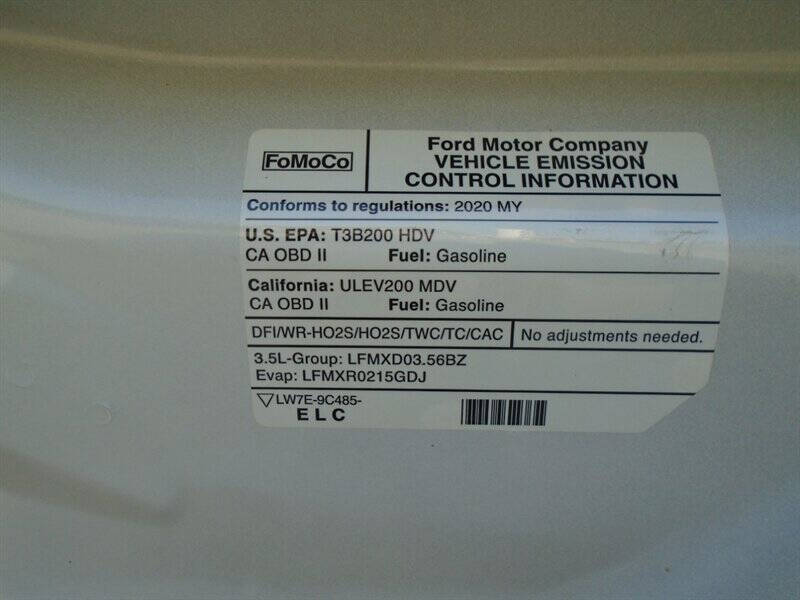 FoMoCo
Ford Motor Company
VEHICLE EMISSION
CONTROL INFORMATION
Conforms to regulations: 2020 MY
U.S. EPA: T3B200 HDV
CA OBD II Fuel: Gasoline
California: ULEV200 MDV
CA OBD II Fuel: Gasoline
DFI/WR-HO2S/HO2S/TWC/TC/CAC No adjustments needed.
3.5L-Group: LFMXD03.56BZ
Evap: LFMXR0215GDJ
LW7E-9C485-
ELC